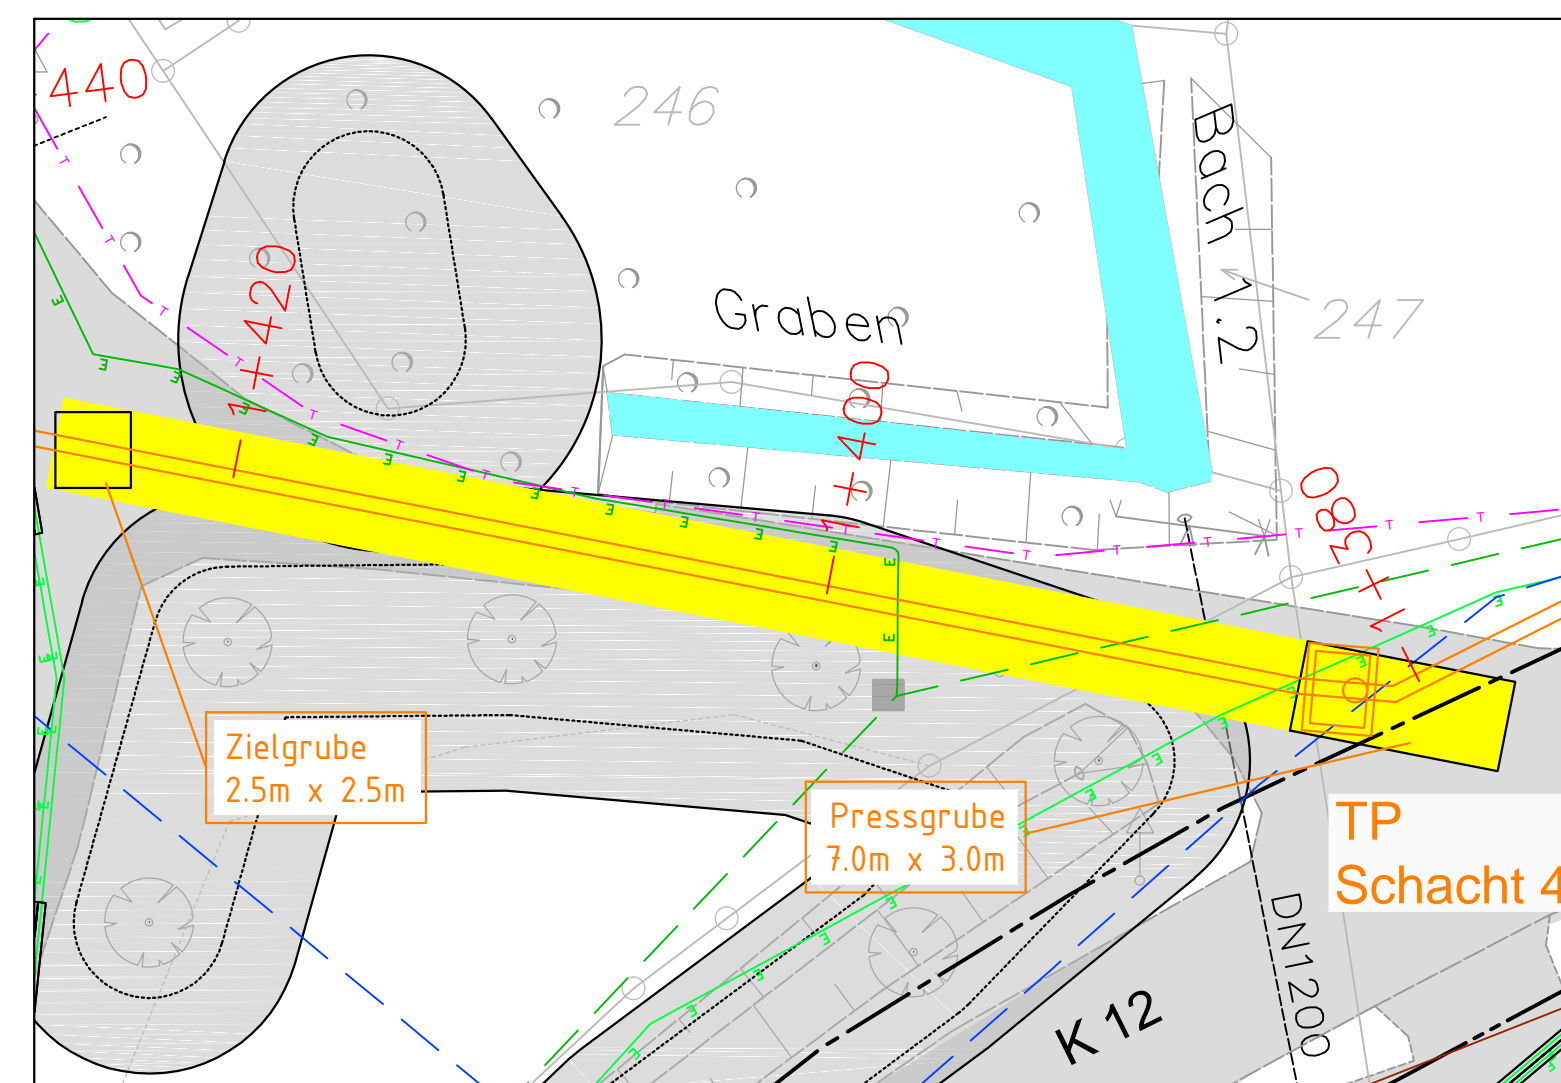 440
246
Bach 1.2
247
1+420
Graben
1+400
1+380
Zielgrube
2.5m x 2.5m
Pressgrube
7.0m x 3.0m
TP
Schacht 4
DN1200
K 12